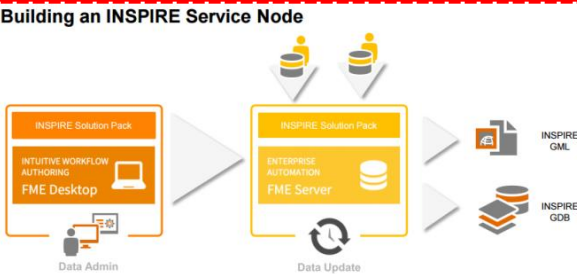 Building an INSPIRE Service Node
INSPIRE Solution Pack
INTUITIVE WORKFLOW
AUTHORING
FME Desktop
Data Admin
INSPIRE Solution Pack
ENTERPRISE
AUTOMATION
FME Server
Data Update
INSPIRE
GML
INSPIRE
GDB